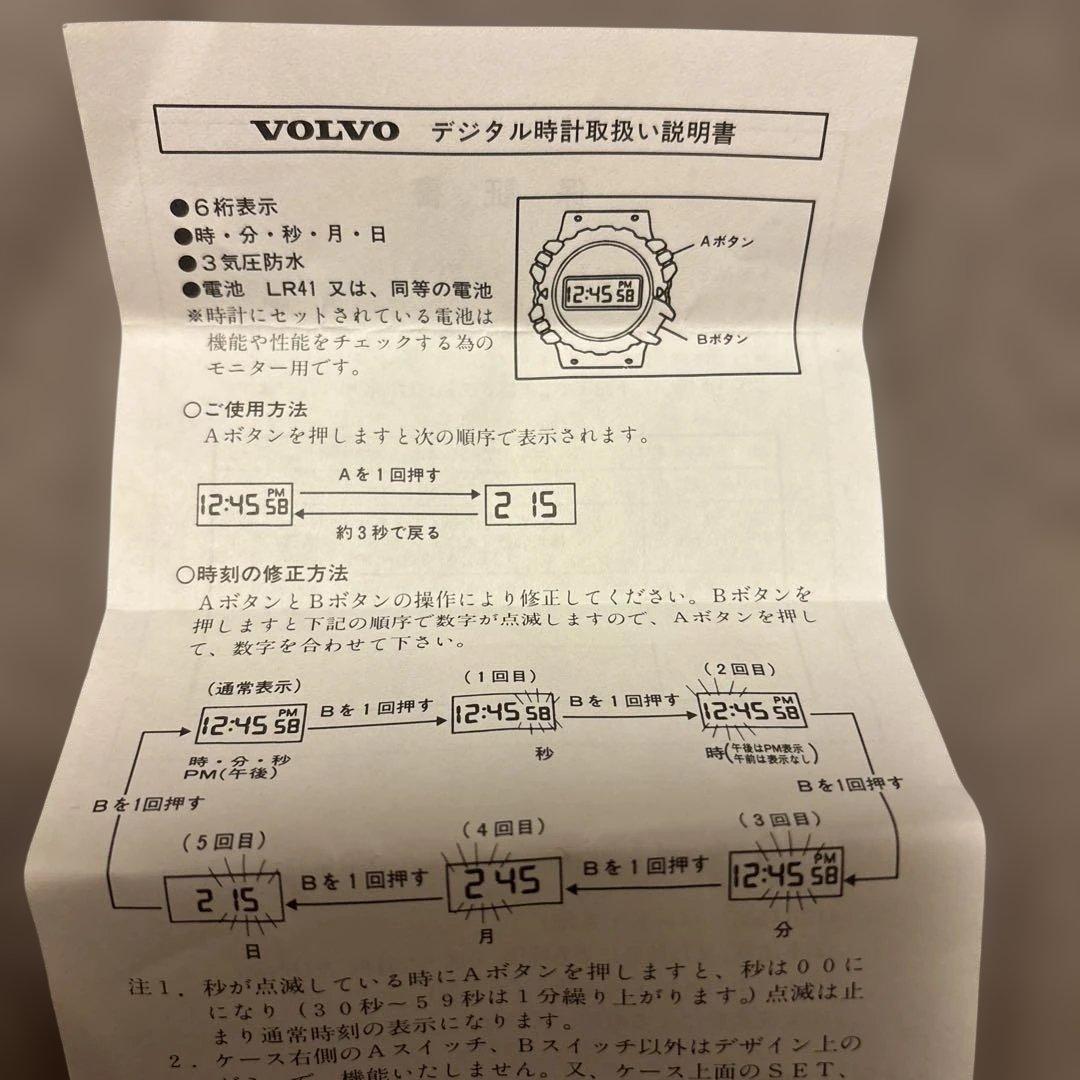 VOLVO デジタル時計取扱い説明書
●6桁表示
●時・分・秒・月・日
●3気圧防水
●電池 LR41 又は、同等の電池
※時計にセットされている電池は
機能や性能をチェックする為の
モニター用です。
Aボタン
12:45 PM 58
Bボタン
○ご使用方法
Aボタンを押しますと次の順序で表示されます。
Aを1回押す
12:45 PM 58
2 15
約3秒で戻る
○時刻の修正方法
AボタンとBボタンの操作により修正してください。Bボタンを
押しますと下記の順序で数字が点滅しますので、Aボタンを押し
て、数字を合わせて下さい。
(通常表示)
12:45 PM 58
時・分・秒
PM(午後)
Bを1回押す
(1回目)
12:45 58
秒
Bを1回押す
(2回目)
12:45 PM 58
時(午後はPM表示
午前は表示なし)
Bを1回押す
(3回目)
12:45 PM 58
分
Bを1回押す
(4回目)
2 45
月
Bを1回押す
(5回目)
2 15
日
Bを1回押す
注1.秒が点滅している時にAボタンを押しますと、秒は00に
になり(30秒~59秒は1分繰り上がります。)点滅は止
まり通常時刻の表示になります。
2.ケース右側のAスイッチ、Bスイッチ以外はデザイン上の
機能いたしません。又、ケース上面のSET、